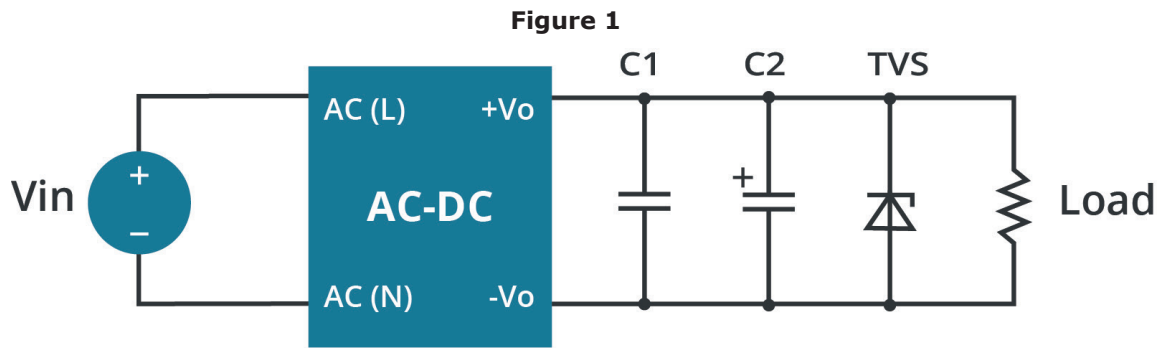 Figure 1
C1
C2
TVS
AC (L)
+Vo
+
Vin
AC-DC
+
Load
−
AC (N)
-Vo